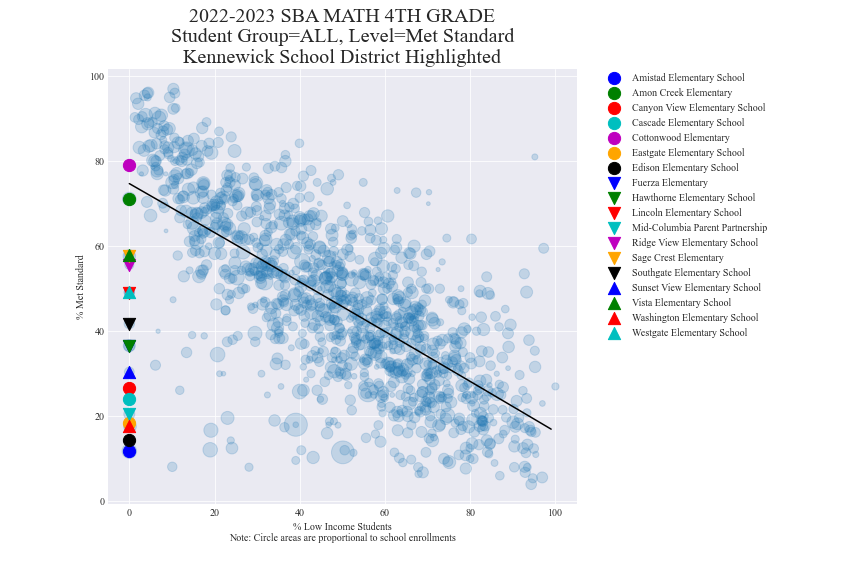 2022-2023 SBA MATH 4TH GRADE
Student Group=ALL, Level=Met Standard
Kennewick School District Highlighted
100
80
60
40
20
0
% Met Standard
0 20 40 60 80 100
% Low Income Students
Note: Circle areas are proportional to school enrollments
Amistad Elementary School
Amon Creek Elementary
Canyon View Elementary School
Cascade Elementary School
Cottonwood Elementary
Eastgate Elementary School
Edison Elementary School
Fuerza Elementary
Hawthorne Elementary School
Lincoln Elementary School
Mid-Columbia Parent Partnership
Ridge View Elementary School
Sage Crest Elementary
Southgate Elementary School
Sunset View Elementary School
Vista Elementary School
Washington Elementary School
Westgate Elementary School